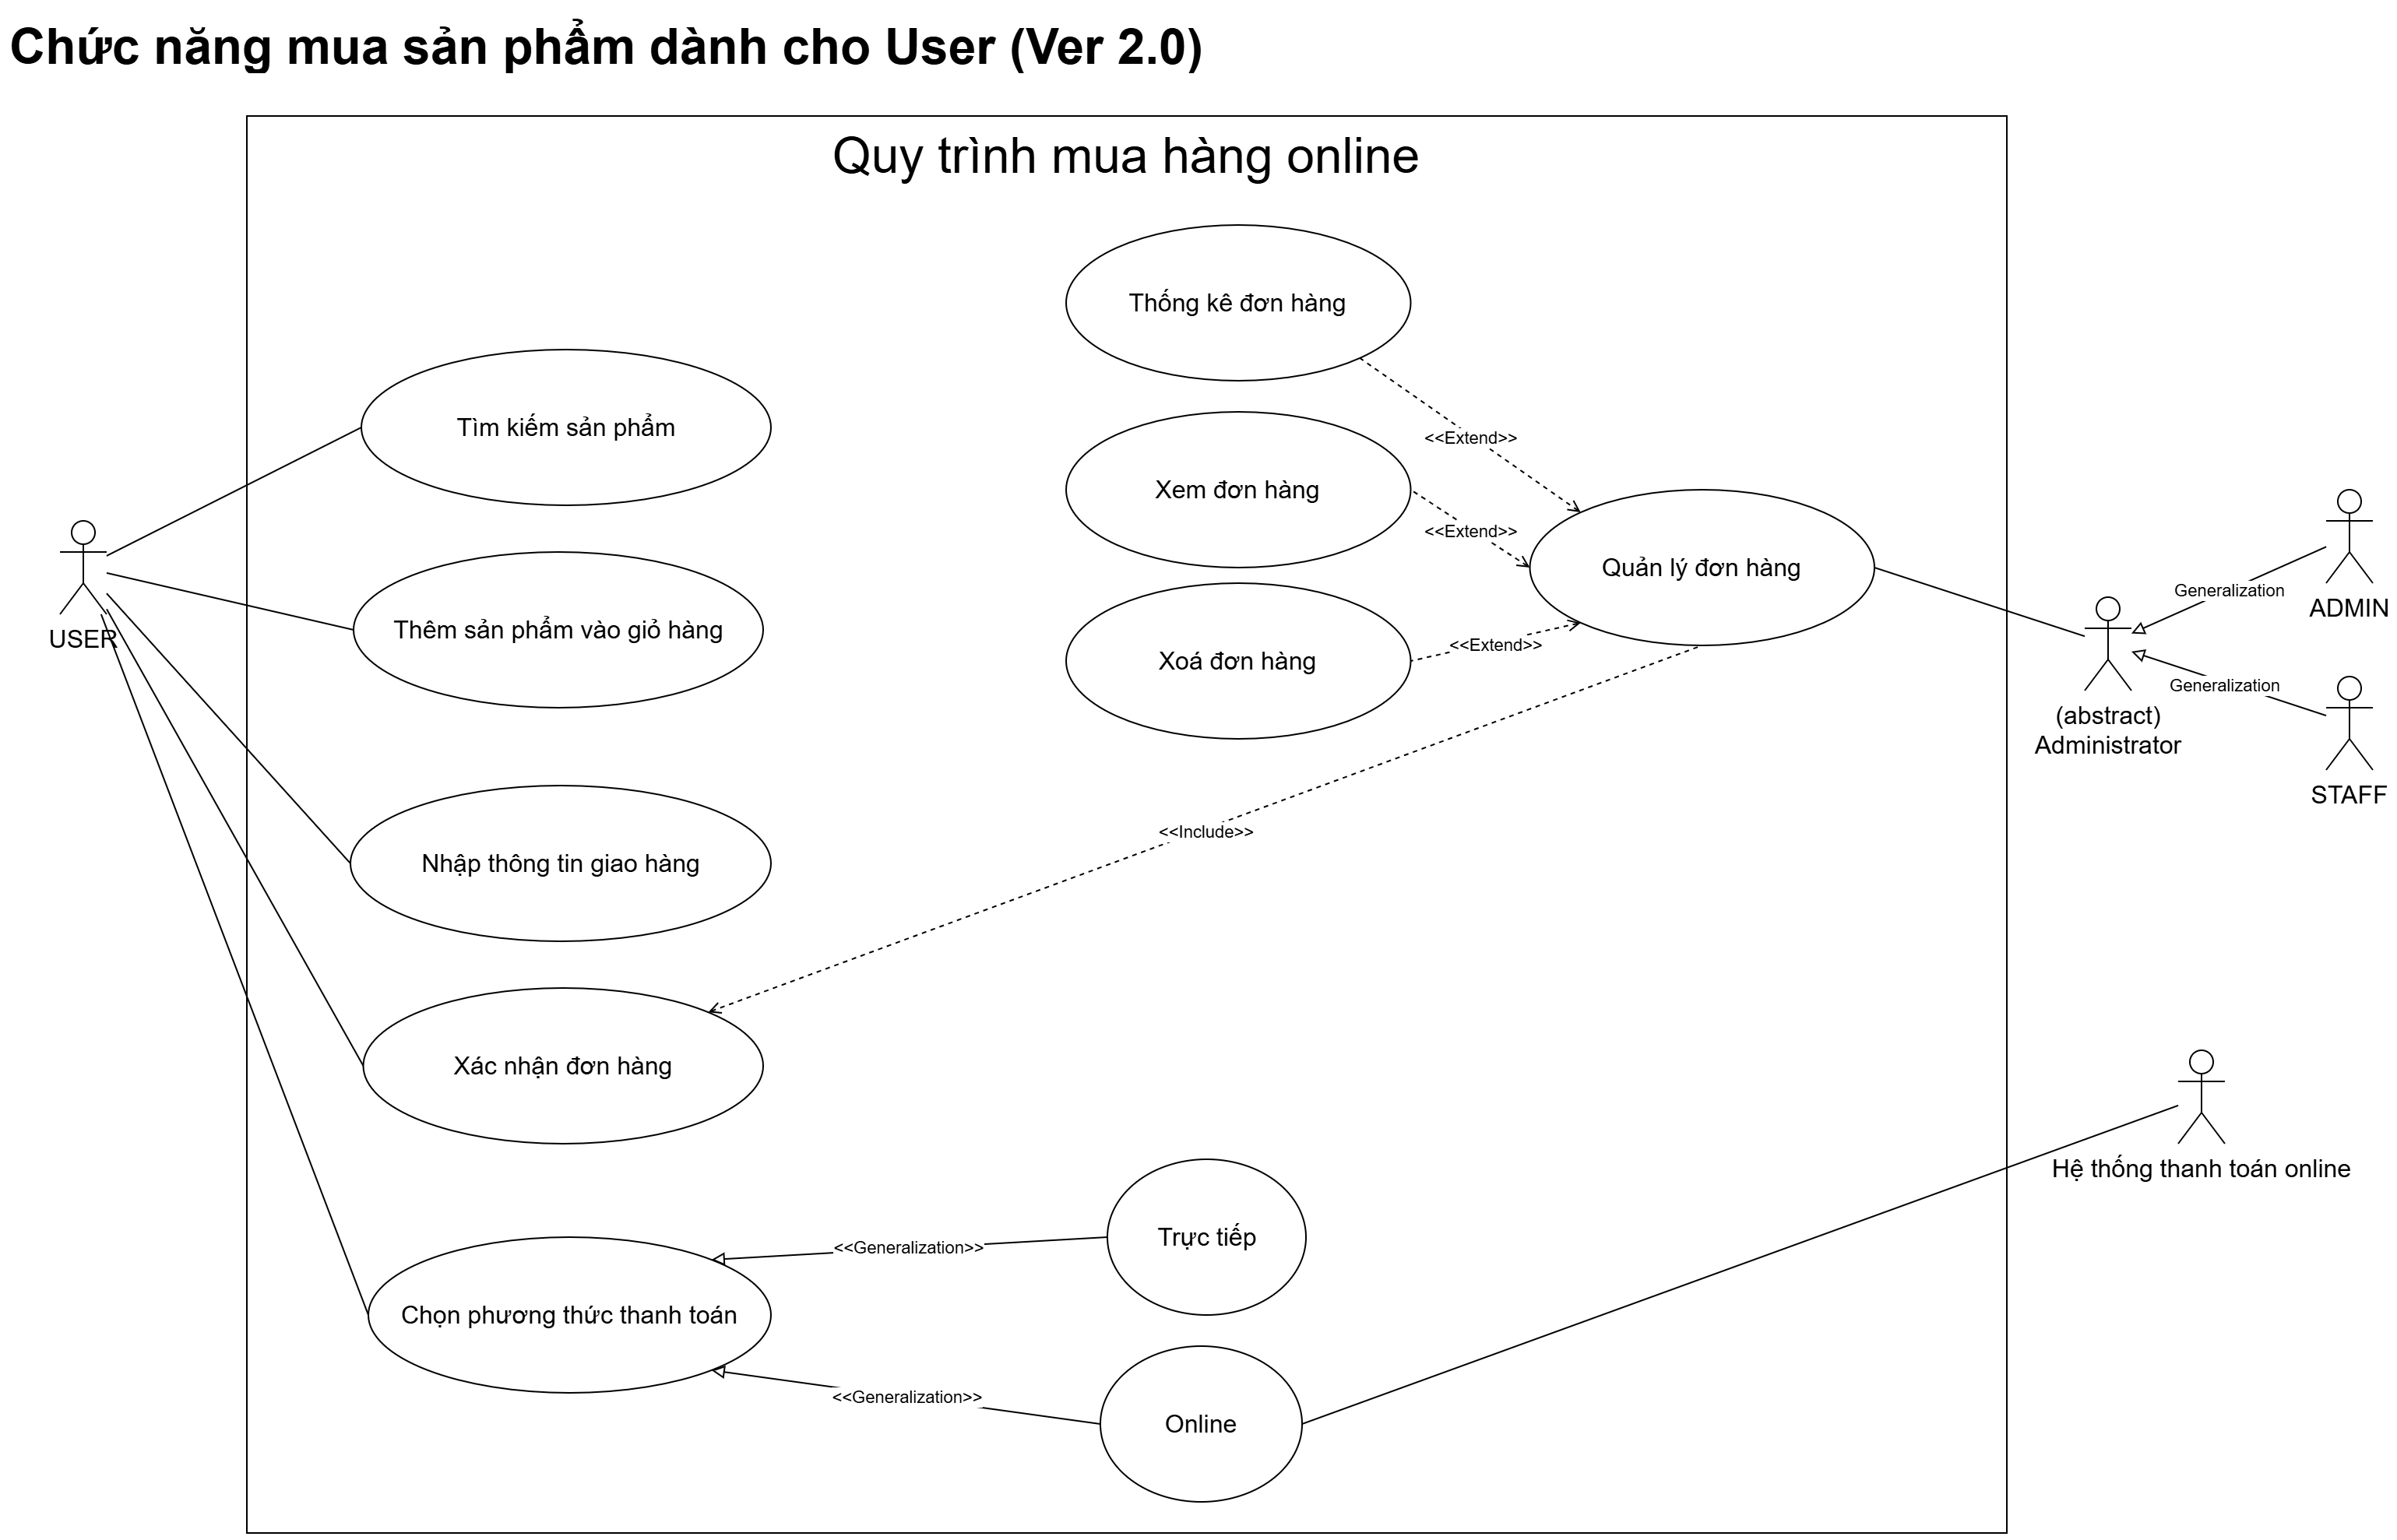 Chức năng mua sản phẩm dành cho User (Ver 2.0)
Quy trình mua hàng online
Thống kê đơn hàng
Tìm kiếm sản phẩm
<<Extend>>
Xem đơn hàng
<<Extend>>
Quản lý đơn hàng
Generalization
ADMIN
USER
Thêm sản phẩm vào giỏ hàng
<<Extend>>
Xoá đơn hàng
Generalization
(abstract)
Administrator
STAFF
<<Include>>
Nhập thông tin giao hàng
Xác nhận đơn hàng
Hệ thống thanh toán online
Trực tiếp
<<Generalization>>
Chọn phương thức thanh toán
<<Generalization>>
Online